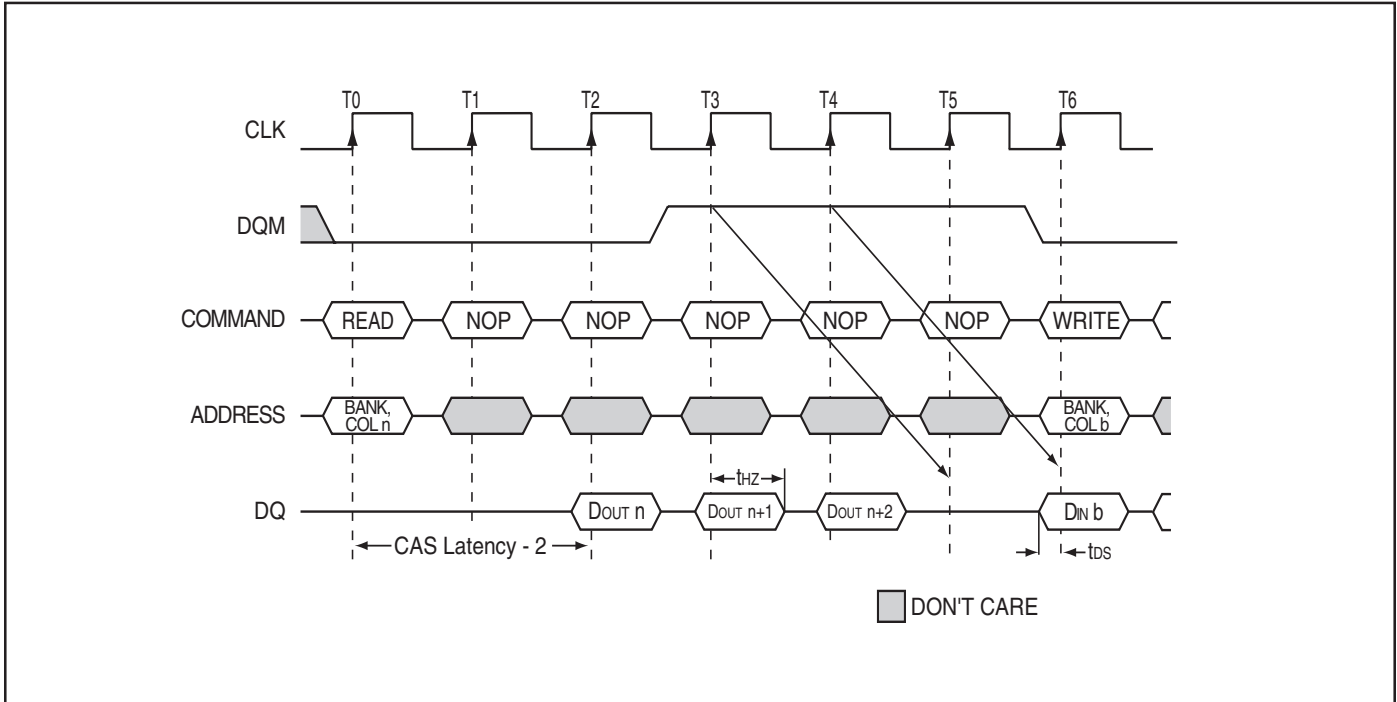 T0 T1 T2 T3 T4 T5 T6
CLK
DQM
COMMAND READ NOP NOP NOP NOP NOP WRITE
ADDRESS BANK, COL n BANK, COL b
tHZ
DQ DOUT n DOUT n+1 DOUT n+2 DIN b
CAS Latency - 2 tDS
DON'T CARE